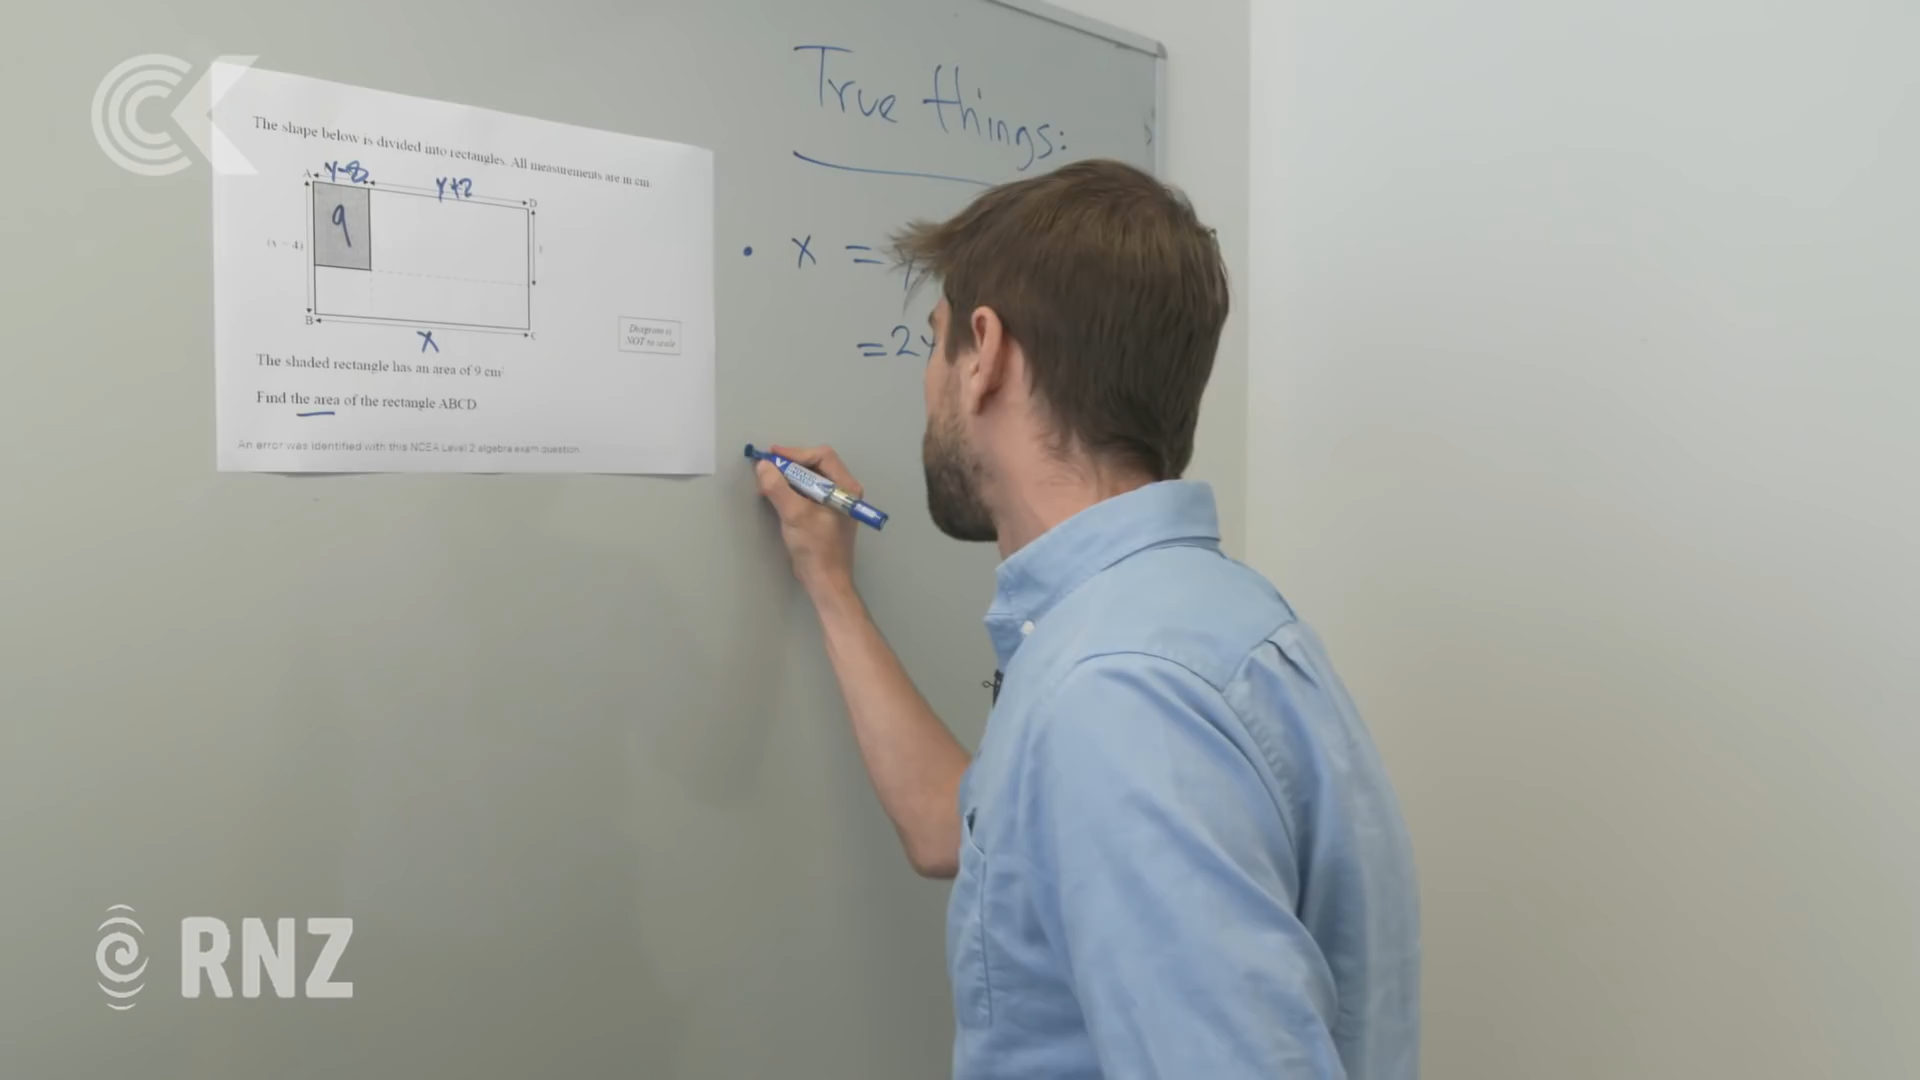 True things:
The shape below is divided into rectangles. All measurements are in cm.
y-8
y+2
A
D
9
B
C
x
Diagram is
NOT to scale
The shaded rectangle has an area of 9 cm
Find the area of the rectangle ABCD
An error was identified with this NCEA Level 2 algebra exam question.
• x =
=2
RNZ